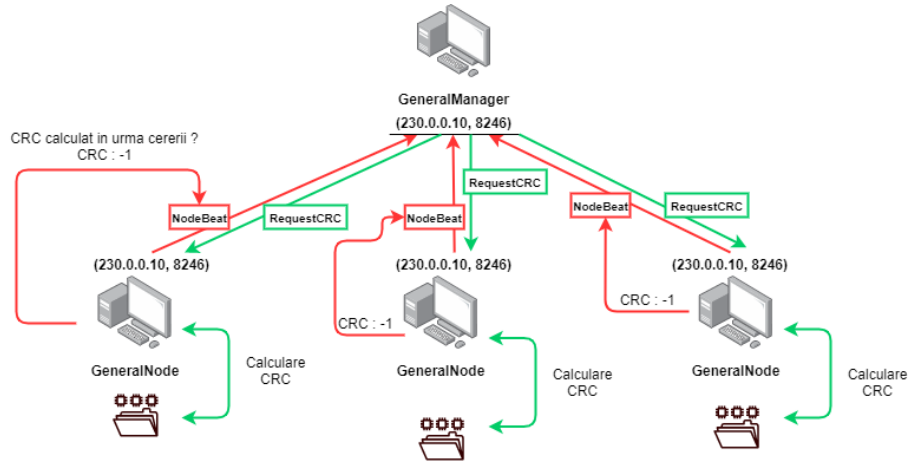 GeneralManager
(230.0.0.10, 8246)
CRC calculat in urma cererii ?
CRC : -1
NodeBeat
RequestCRC
NodeBeat
RequestCRC
NodeBeat
RequestCRC
(230.0.0.10, 8246)
(230.0.0.10, 8246)
(230.0.0.10, 8246)
CRC : -1
CRC : -1
GeneralNode
GeneralNode
GeneralNode
Calculare
CRC
Calculare
CRC
Calculare
CRC